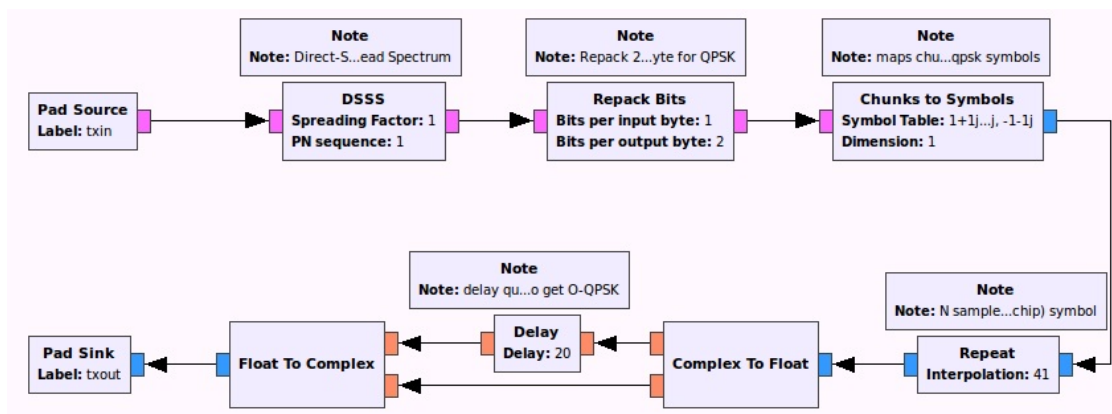 Note
Note: Direct-S...ead Spectrum
Note
Note: Repack 2...yte for QPSK
Note
Note: maps chu...qpsk symbols
Pad Source
Label: txin
DSSS
Spreading Factor: 1
PN sequence: 1
Repack Bits
Bits per input byte: 1
Bits per output byte: 2
Chunks to Symbols
Symbol Table: 1+1j...j, -1-1j
Dimension: 1
Note
Note: delay qu...o get O-QPSK
Note
Note: N sample...chip) symbol
Pad Sink
Label: txout
Float To Complex
Delay
Delay: 20
Complex To Float
Repeat
Interpolation: 41